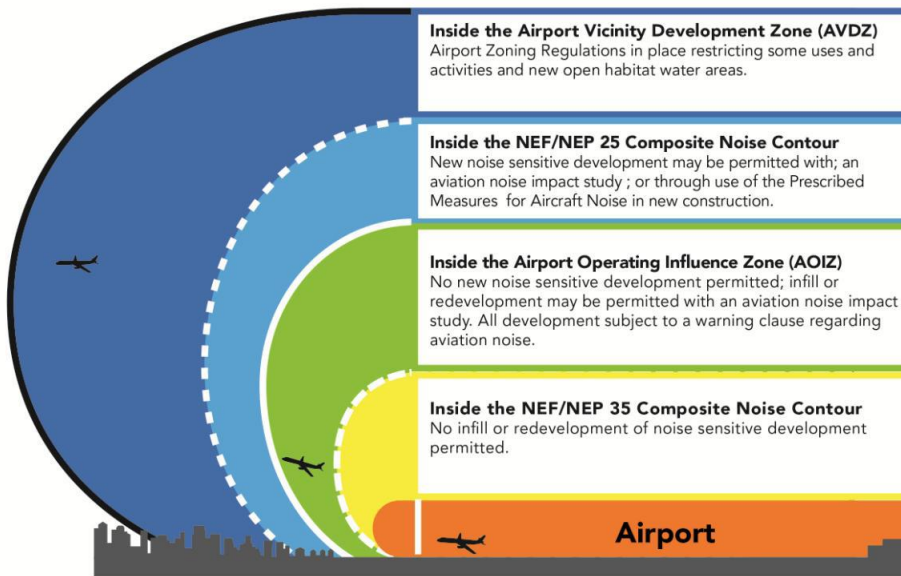 Inside the Airport Vicinity Development Zone (AVDZ)
Airport Zoning Regulations in place restricting some uses and
activities and new open habitat water areas.
Inside the NEF/NEP 25 Composite Noise Contour
New noise sensitive development may be permitted with; an
aviation noise impact study ; or through use of the Prescribed
Measures for Aircraft Noise in new construction.
Inside the Airport Operating Influence Zone (AOIZ)
No new noise sensitive development permitted; infill or
redevelopment may be permitted with an aviation noise impact
study. All development subject to a warning clause regarding
aviation noise.
Inside the NEF/NEP 35 Composite Noise Contour
No infill or redevelopment of noise sensitive development
permitted.
Airport